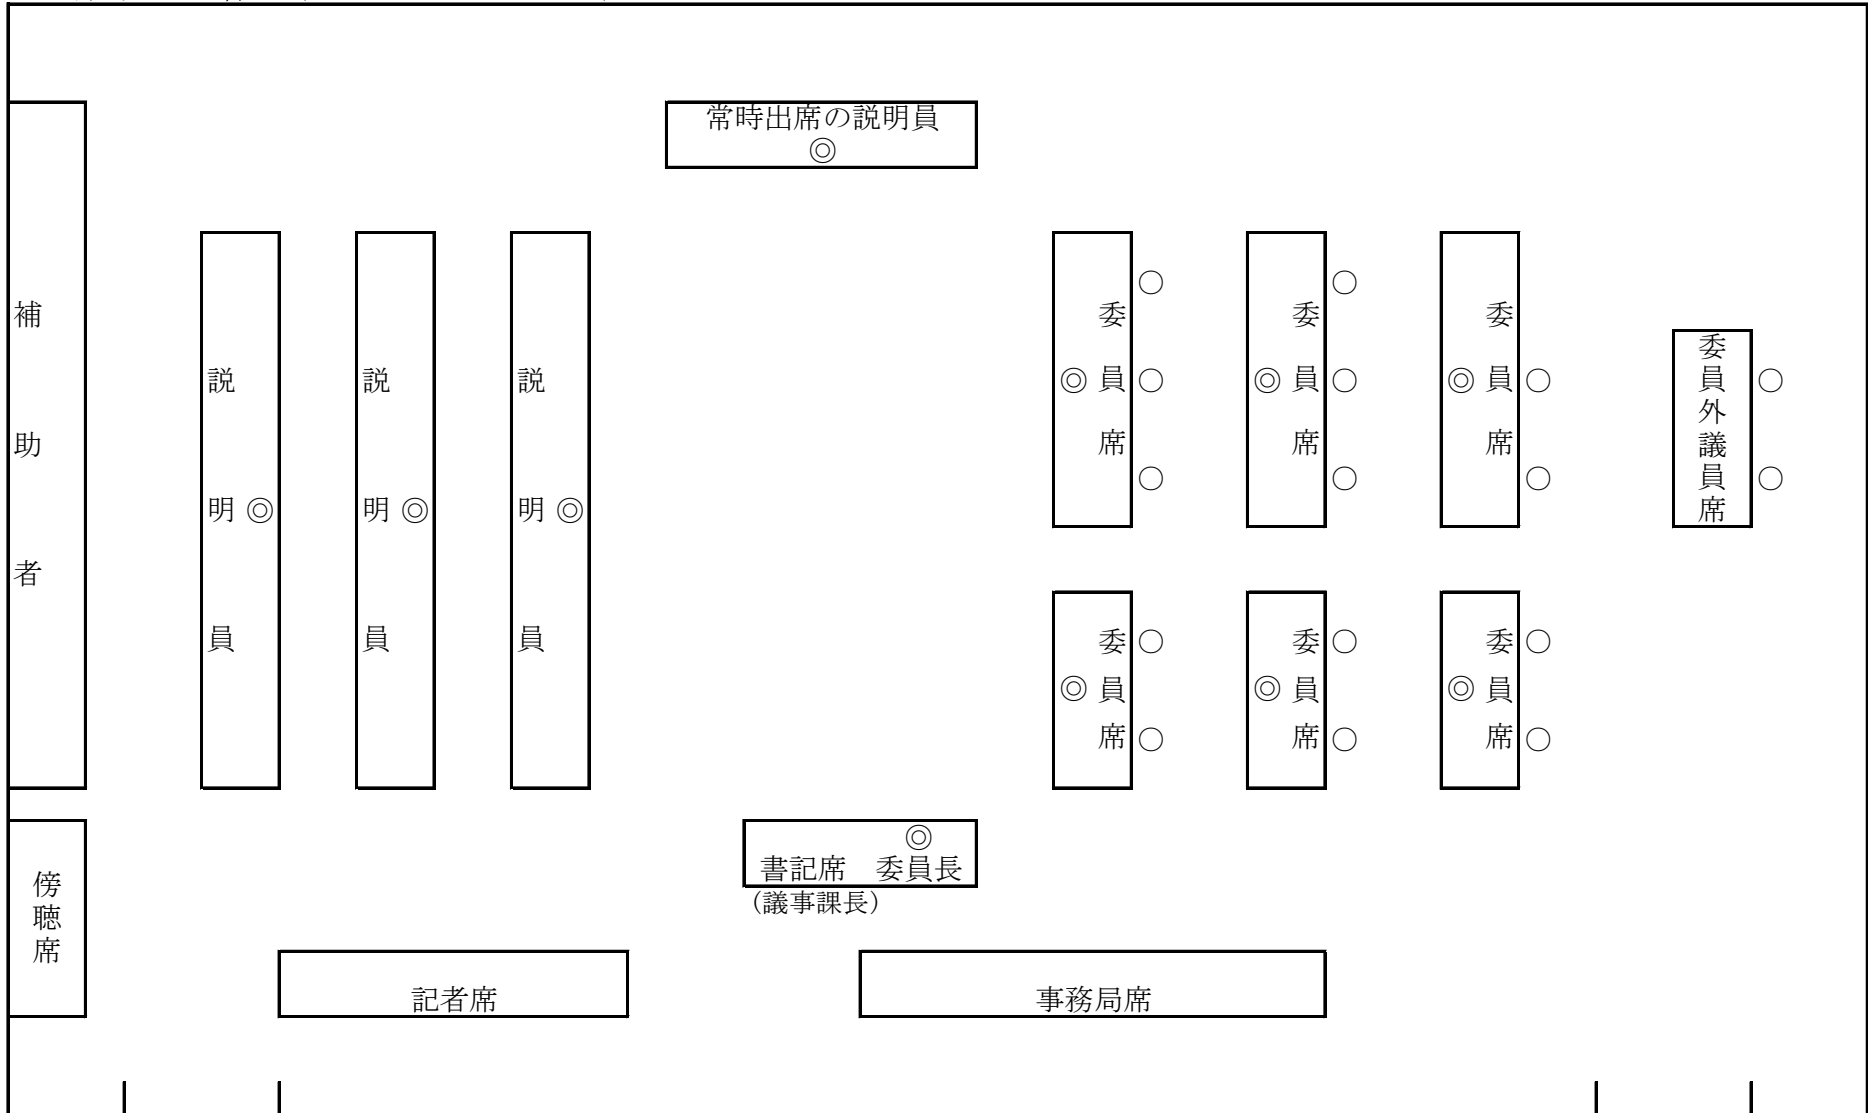 常時出席の説明員
◎
補助者
説明員 ◎
説明員 ◎
説明員 ◎
委員席 ◎ ○ ○ ○
委員席 ◎ ○ ○ ○
委員席 ◎ ○ ○
委員外議員席 ○ ○
委員席 ◎ ○ ○
委員席 ◎ ○ ○
委員席 ◎ ○ ○
◎
書記席 委員長
(議事課長)
傍聴席
記者席
事務局席